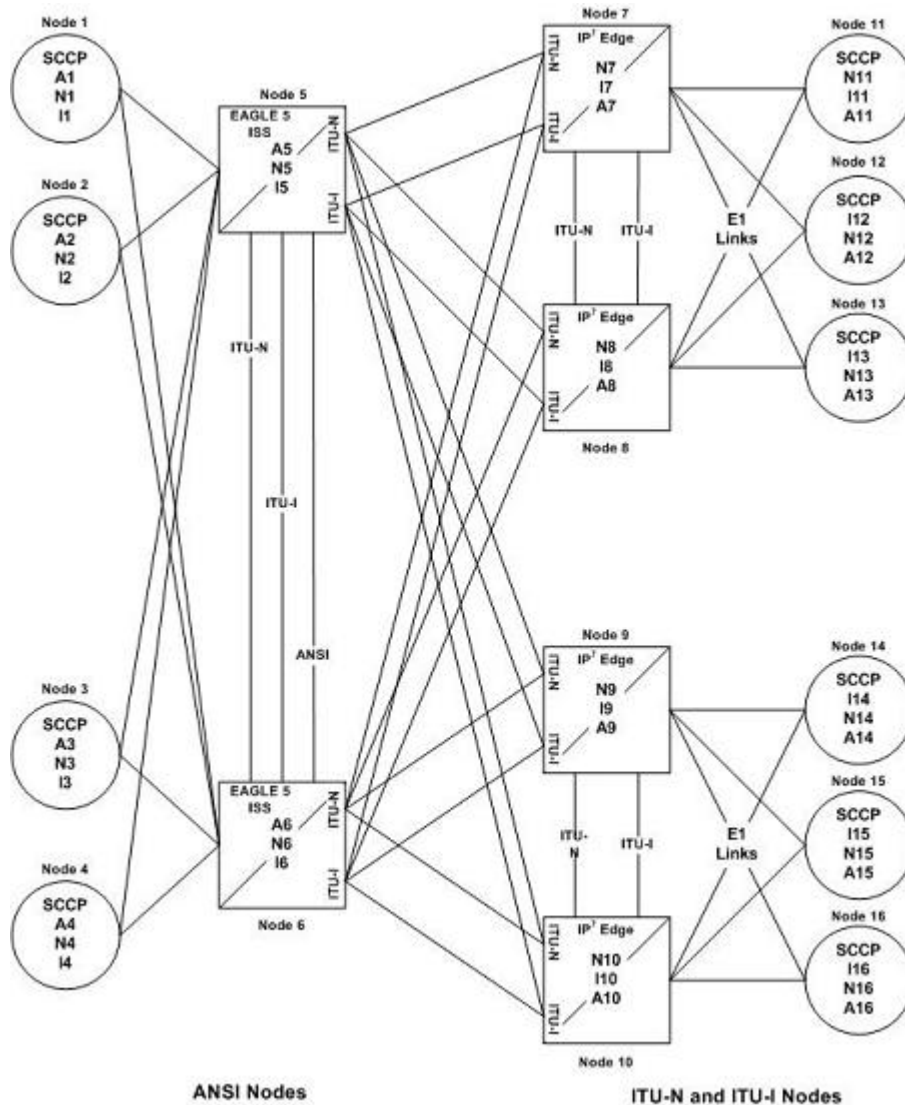 Node 1
SCCP
A1
N1
I1
Node 2
SCCP
A2
N2
I2
Node 3
SCCP
A3
N3
I3
Node 4
SCCP
A4
N4
I4
Node 5
EAGLE 5
ISS
A5
N5
I5
ITU-N
ITU-I
ITU-N
ITU-I
ANSI
EAGLE 5
ISS
A6
N6
I6
ITU-N
ITU-I
Node 6
Node 7
IP7 Edge
N7
I7
A7
ITU-N
ITU-I
ITU-N
ITU-I
IP7 Edge
N8
I8
A8
ITU-N
ITU-I
Node 8
Node 9
IP7 Edge
N9
I9
A9
ITU-N
ITU-I
ITU-
N
ITU-I
IP7 Edge
N10
I10
A10
ITU-N
ITU-I
Node 10
Node 11
SCCP
N11
I11
A11
Node 12
SCCP
I12
N12
A12
Node 13
SCCP
I13
N13
A13
E1
Links
Node 14
SCCP
I14
N14
A14
Node 15
SCCP
I15
N15
A15
Node 16
SCCP
I16
N16
A16
E1
Links
ANSI Nodes
ITU-N and ITU-I Nodes